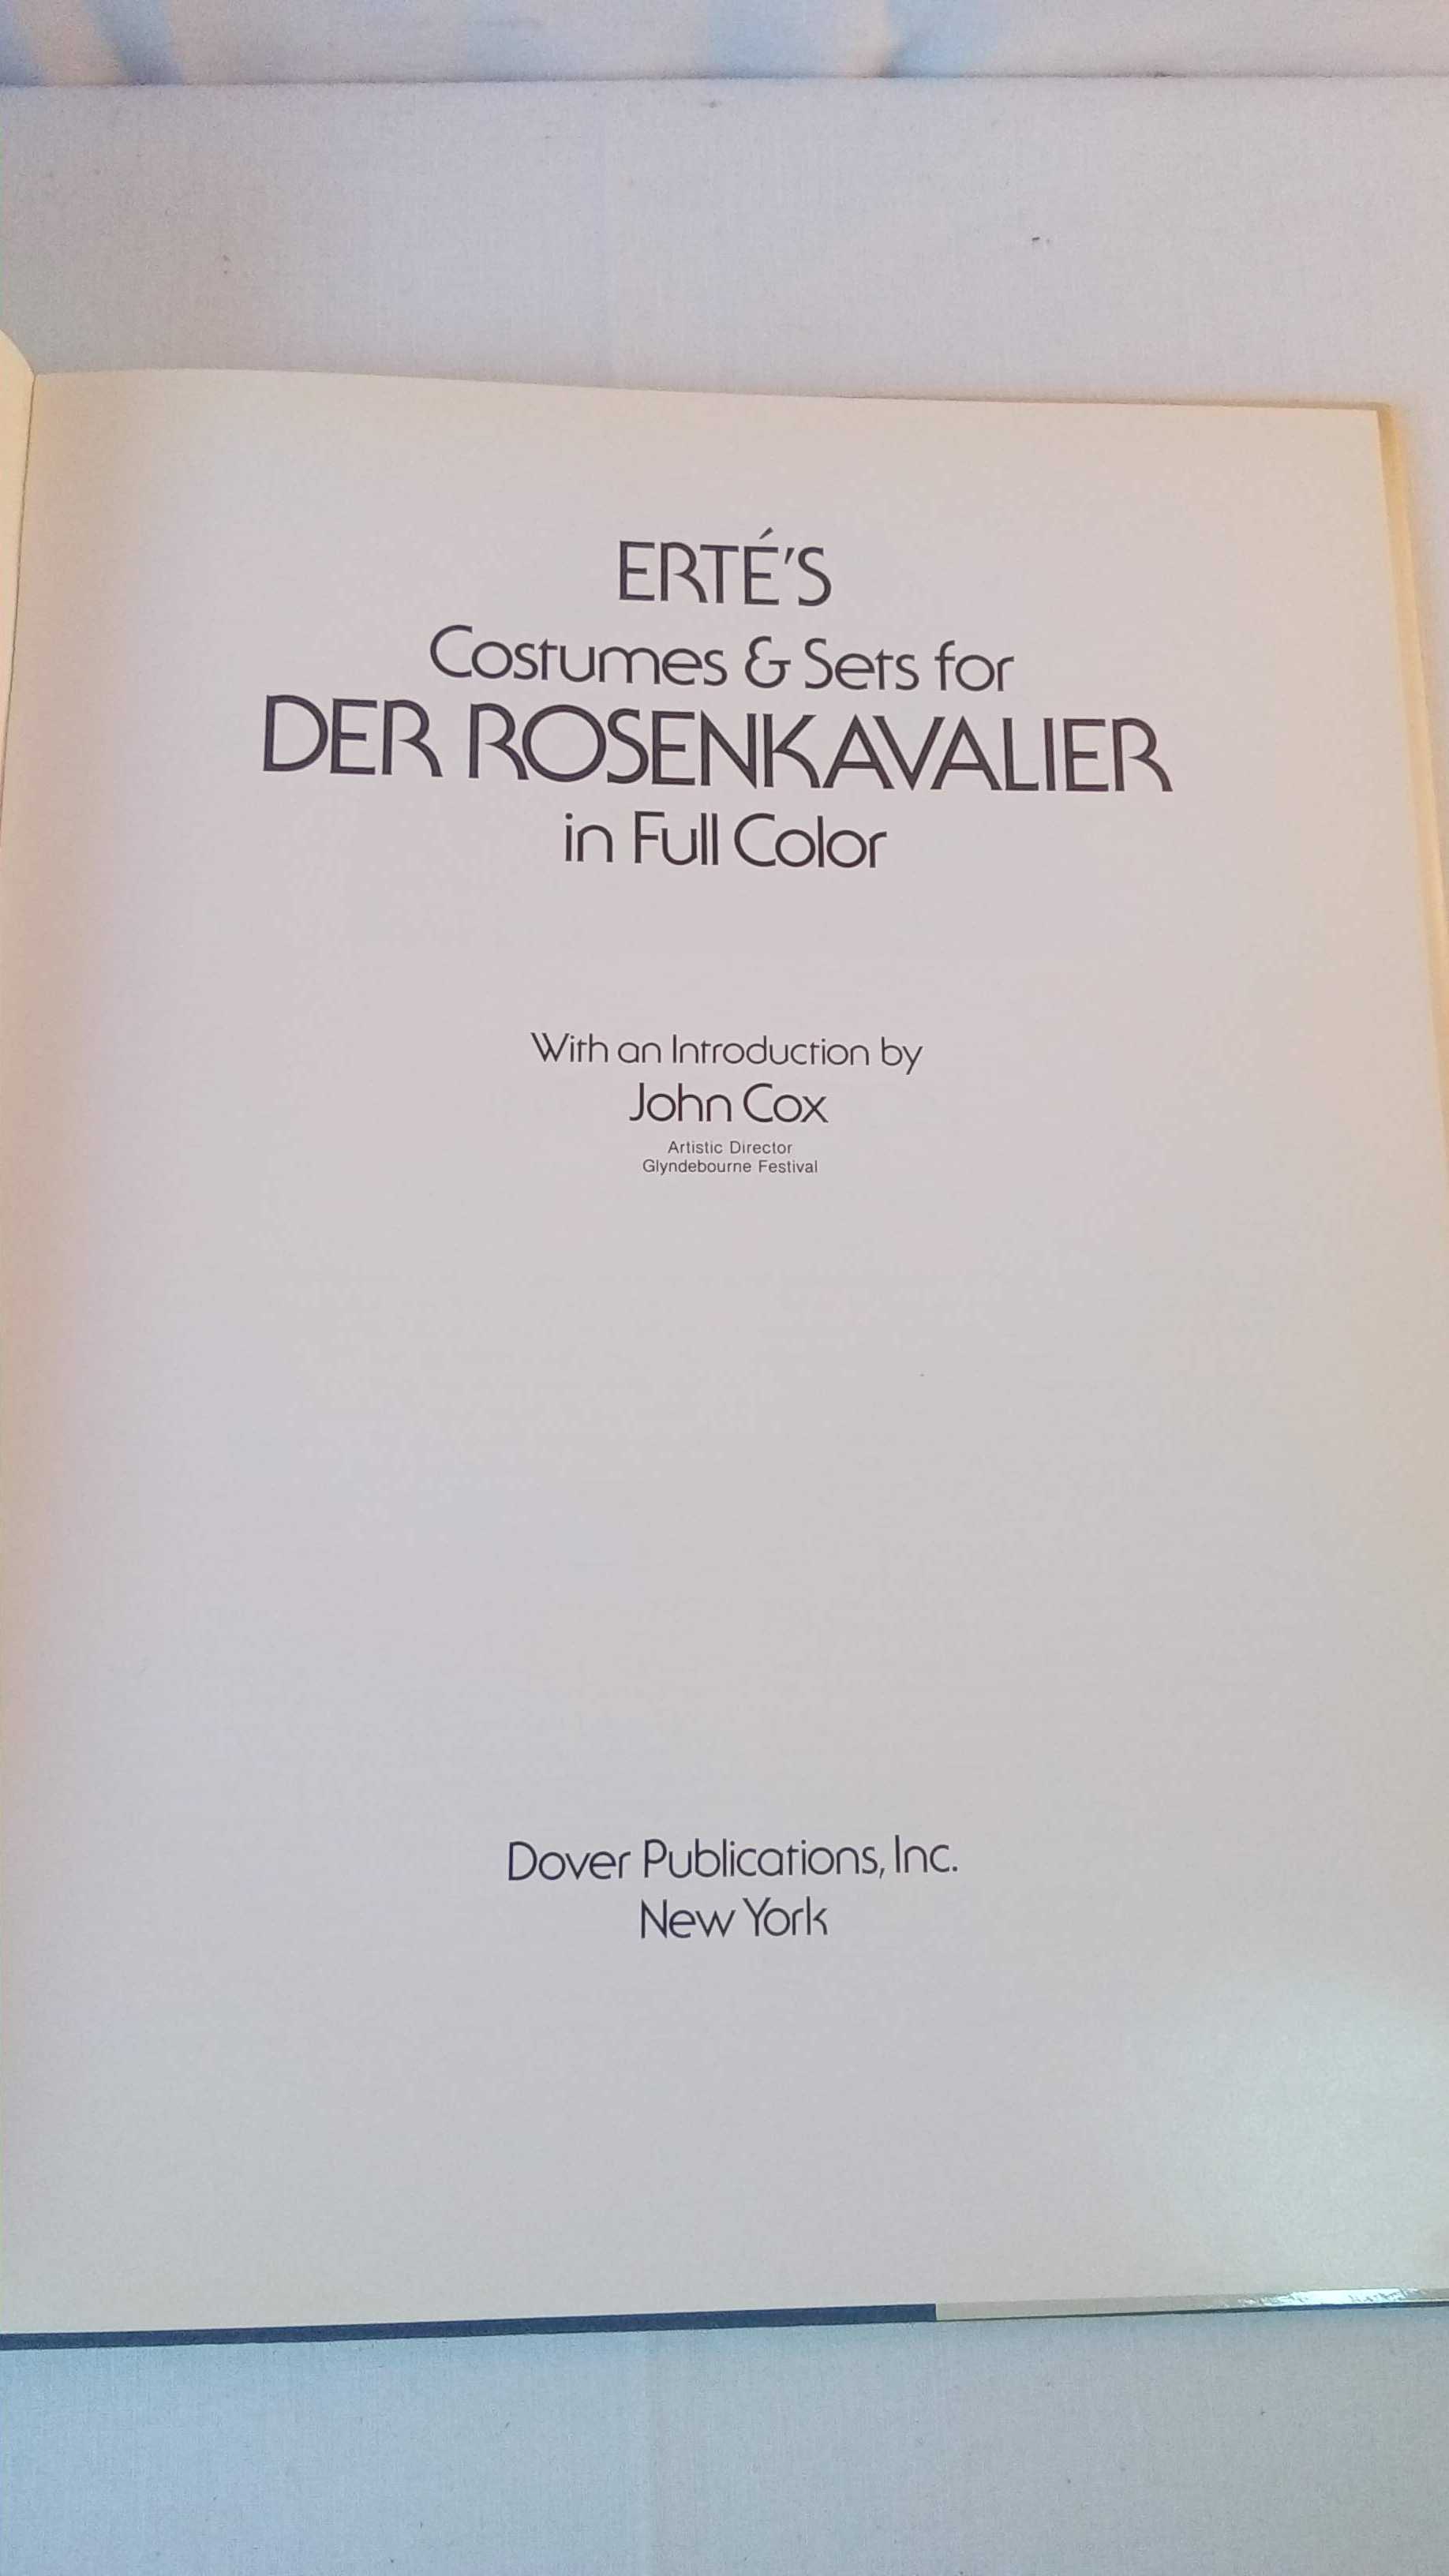 ERTÉ'S
Costumes & Sets for
DER ROSENKAVALIER
in Full Color
With an Introduction by
John Cox
Artistic Director
Glyndebourne Festival
Dover Publications, Inc.
New York